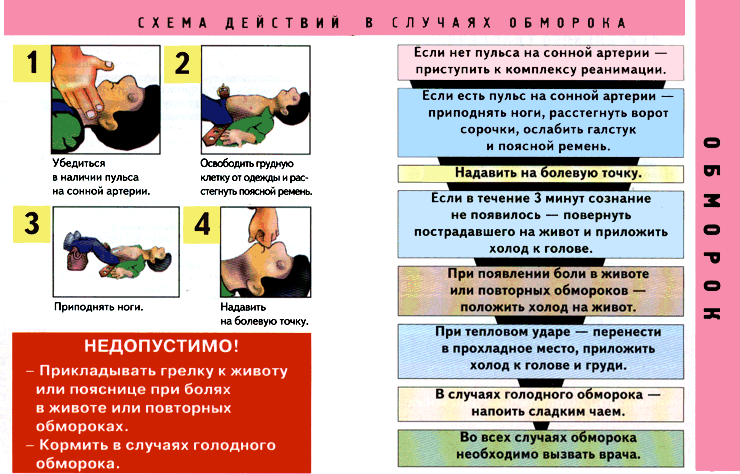 СХЕМА ДЕЙСТВИЙ В СЛУЧАЯХ ОБМОРОКА
1
Убедиться
в наличии пульса
на сонной артерии.
2
Освободить грудную
клетку от одежды и рас-
стегнуть поясной ремень.
3
Приподнять ноги.
4
Надавить
на болевую точку.
НЕДОПУСТИМО!
– Прикладывать грелку к животу
или пояснице при болях
в животе или повторных
обмороках.
– Кормить в случаях голодного
обморока.
Если нет пульса на сонной артерии —
приступить к комплексу реанимации.
Если есть пульс на сонной артерии —
приподнять ноги, расстегнуть ворот
сорочки, ослабить галстук
и поясной ремень.
Надавить на болевую точку.
Если в течение 3 минут сознание
не появилось — повернуть
пострадавшего на живот и приложить
холод к голове.
При появлении боли в животе
или повторных обмороков —
положить холод на живот.
При тепловом ударе — перенести
в прохладное место, приложить
холод к голове и груди.
В случаях голодного обморока —
напоить сладким чаем.
Во всех случаях обморока
необходимо вызвать врача.
ОБМОРОК